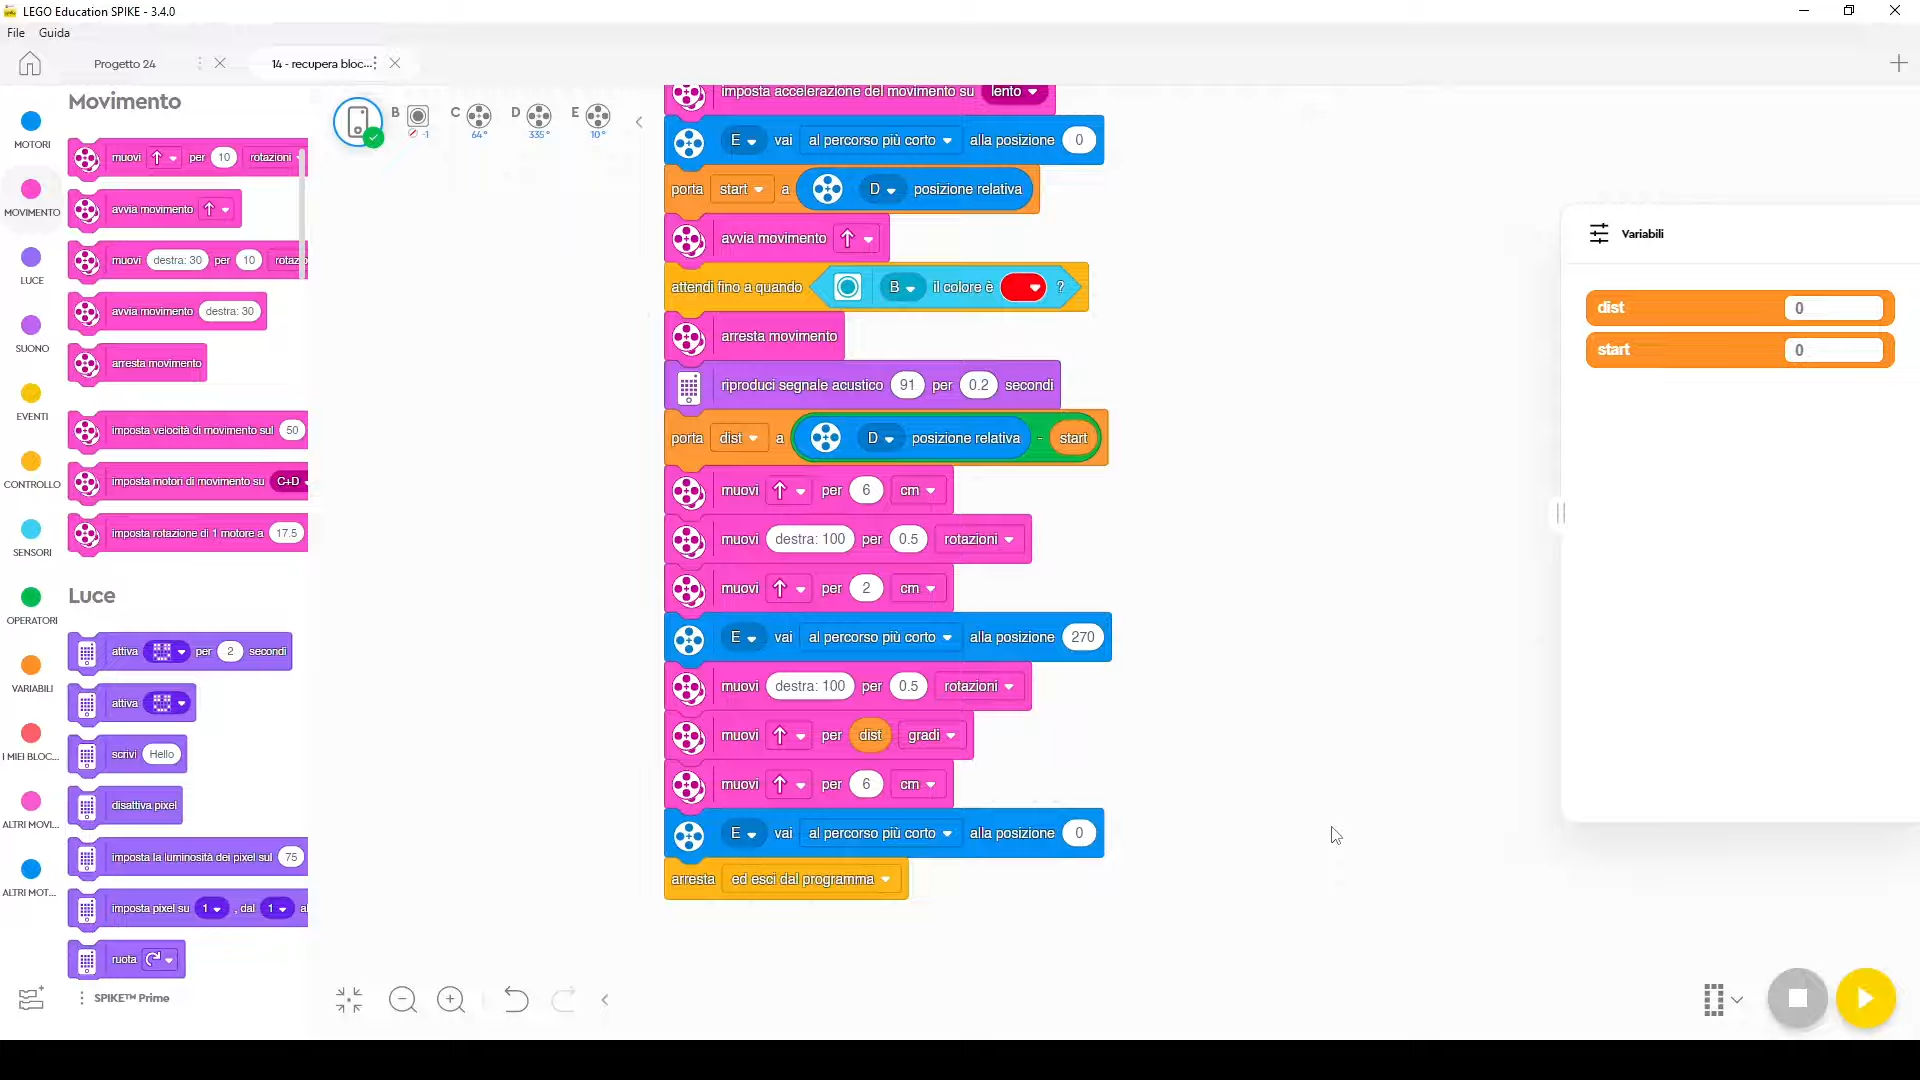 LEGO Education SPIKE - 3.4.0
File Guida
Progetto 24
14 - recupera bloc...
Movimento
MOTORI
MOVIMENTO
LUCE
SUONO
EVENTI
CONTROLLO
SENSORI
OPERATORI
VARIABILI
I MIEI BLOC...
ALTRI MOVI...
ALTRI MOT...
muovi per 10 rotazioni
avvia movimento
muovi destra: 30 per 10
avvia movimento destra: 30
arresta movimento
imposta velocità di movimento sul 50
imposta motori di movimento su C+D
imposta rotazione di 1 motore a 17.5
Luce
attiva per 2 secondi
attiva
scrivi Hello
disattiva pixel
imposta la luminosità dei pixel sul 75
imposta pixel su 1 , dal 1
ruota
SPIKE™ Prime
B -1
C 64°
D 335°
E 10°
imposta accelerazione del movimento su lento
E vai al percorso più corto alla posizione 0
porta start a D posizione relativa
avvia movimento
attendi fino a quando B il colore è ?
arresta movimento
riproduci segnale acustico 91 per 0.2 secondi
porta dist a D posizione relativa - start
muovi per 6 cm
muovi destra: 100 per 0.5 rotazioni
muovi per 2 cm
E vai al percorso più corto alla posizione 270
muovi destra: 100 per 0.5 rotazioni
muovi per dist gradi
muovi per 6 cm
E vai al percorso più corto alla posizione 0
arresta ed esci dal programma
Variabili
dist 0
start 0